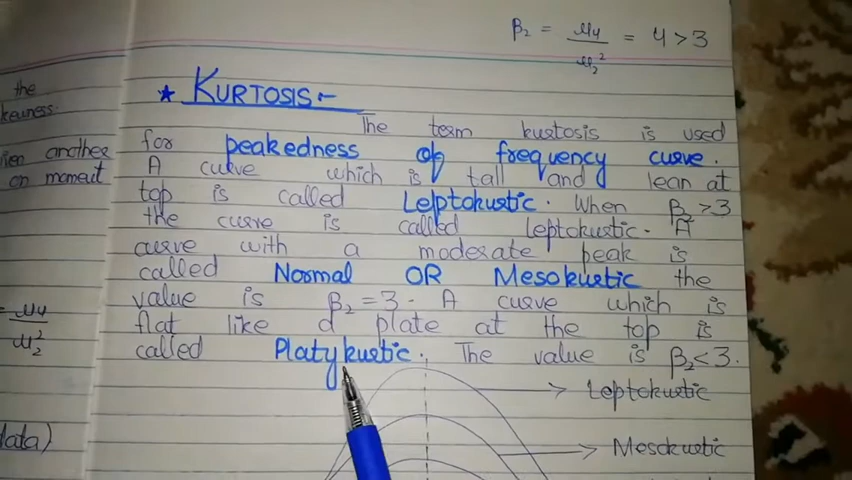 β₂ = μ₄ / μ₂² = 4 > 3
the
★ KURTOSIS:-
The term kurtosis is used
for peakedness of frequency curve.
another
A curve which is tall and lean at
on moment
top is called Leptokurtic. When β₂ > 3
the curve is called leptokurtic. A
curve with a moderate peak is
called Normal OR Mesokurtic the
value is β₂ = 3. A curve which is
= μ₄ / μ₂²
flat like a plate at the top is
called Platykurtic. The value is β₂ < 3.
Leptokurtic
data)
Mesokurtic